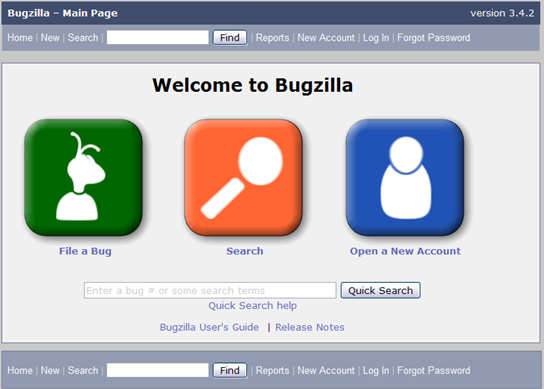 Bugzilla – Main Page version 3.4.2
Home | New | Search | Find | Reports | New Account | Log In | Forgot Password
Welcome to Bugzilla
File a Bug Search Open a New Account
Enter a bug # or some search terms Quick Search
Quick Search help
Bugzilla User's Guide | Release Notes
Home | New | Search | Find | Reports | New Account | Log In | Forgot Password